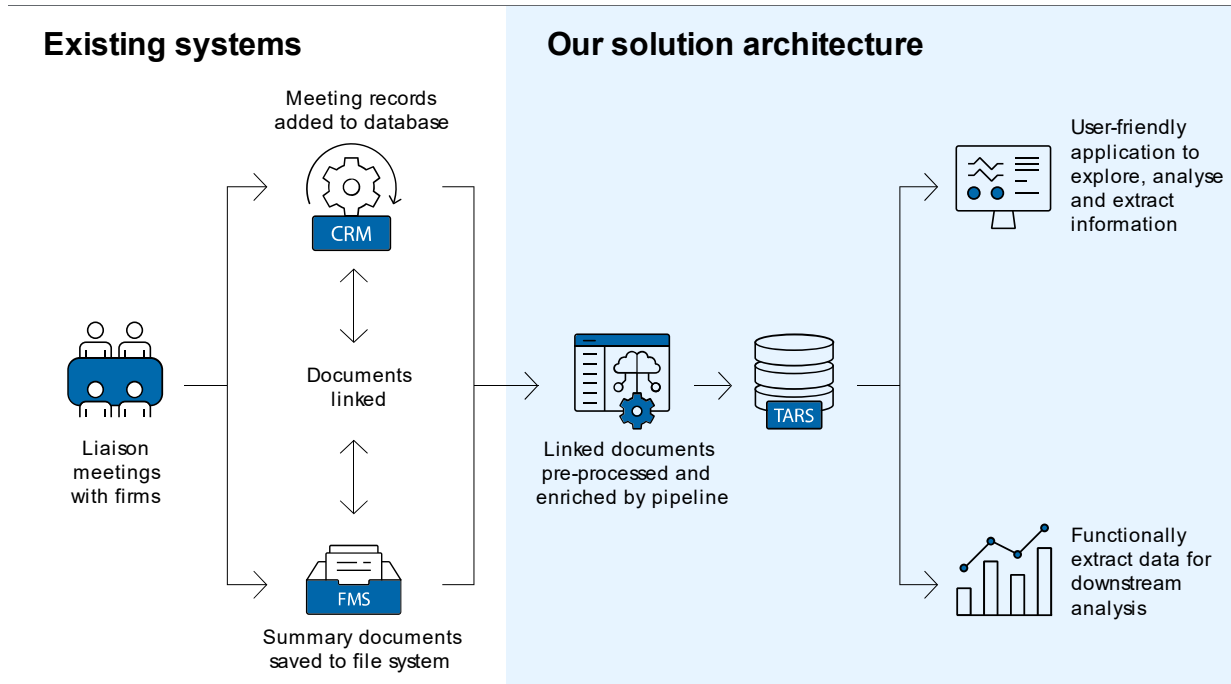 Existing systems
Our solution architecture
Meeting records
added to database
CRM
Documents
linked
Liaison
meetings
with firms
FMS
Summary documents
saved to file system
Linked documents
pre-processed and
enriched by pipeline
TARS
User-friendly
application to
explore, analyse
and extract
information
Functionally
extract data for
downstream
analysis